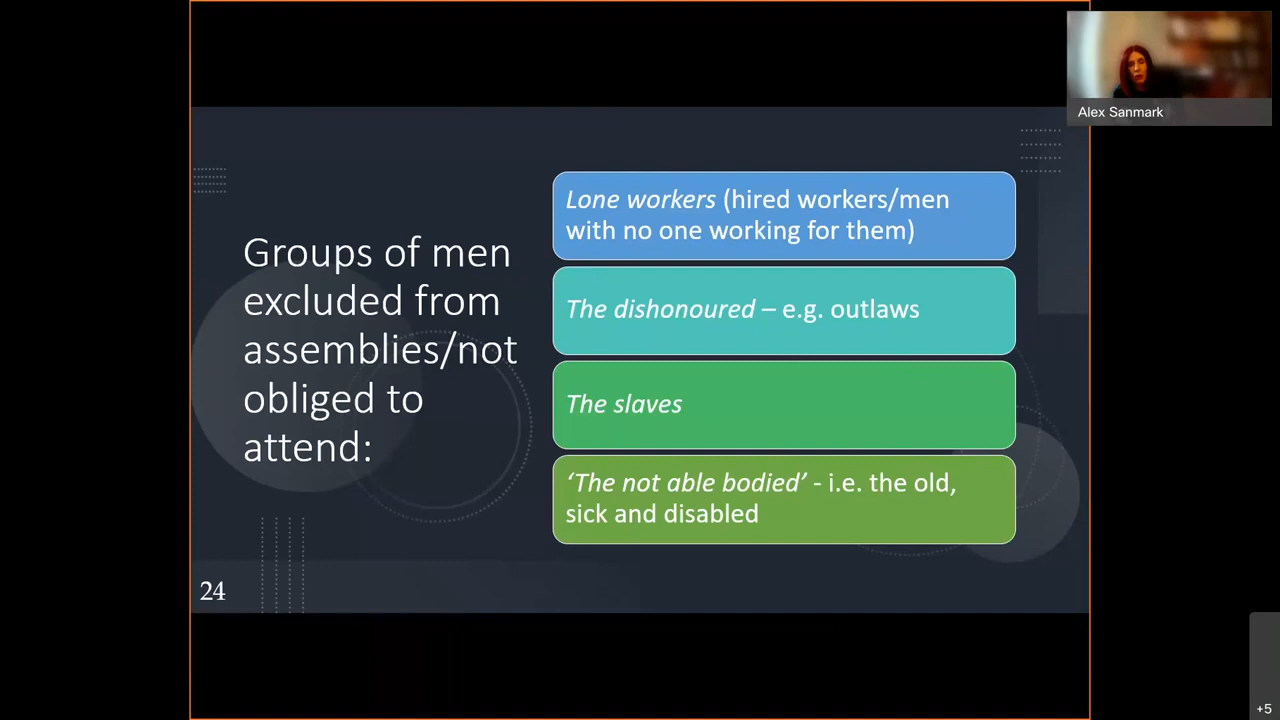 Alex Sanmark
Groups of men
excluded from
assemblies/not
obliged to
attend:
Lone workers (hired workers/men
with no one working for them)
The dishonoured – e.g. outlaws
The slaves
‘The not able bodied’ - i.e. the old,
sick and disabled
24
+5